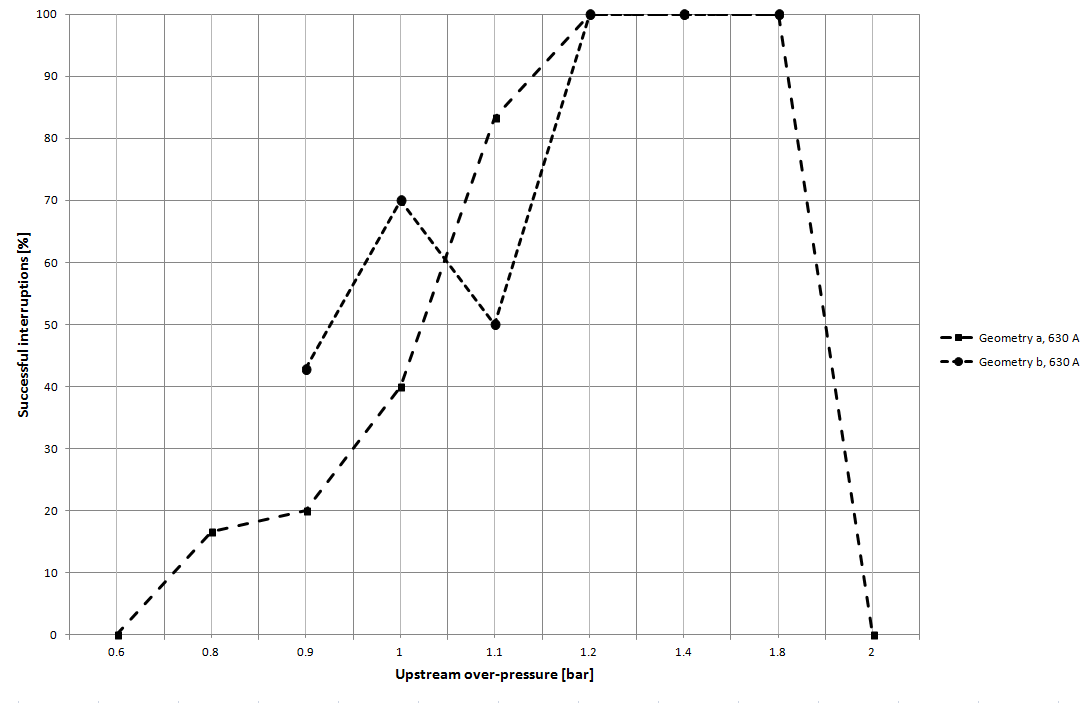 100
90
80
70
60
50
40
30
20
10
0
Successful interruptions [%]
0.6 0.8 0.9 1 1.1 1.2 1.4 1.8 2
Upstream over-pressure [bar]
Geometry a, 630 A
Geometry b, 630 A